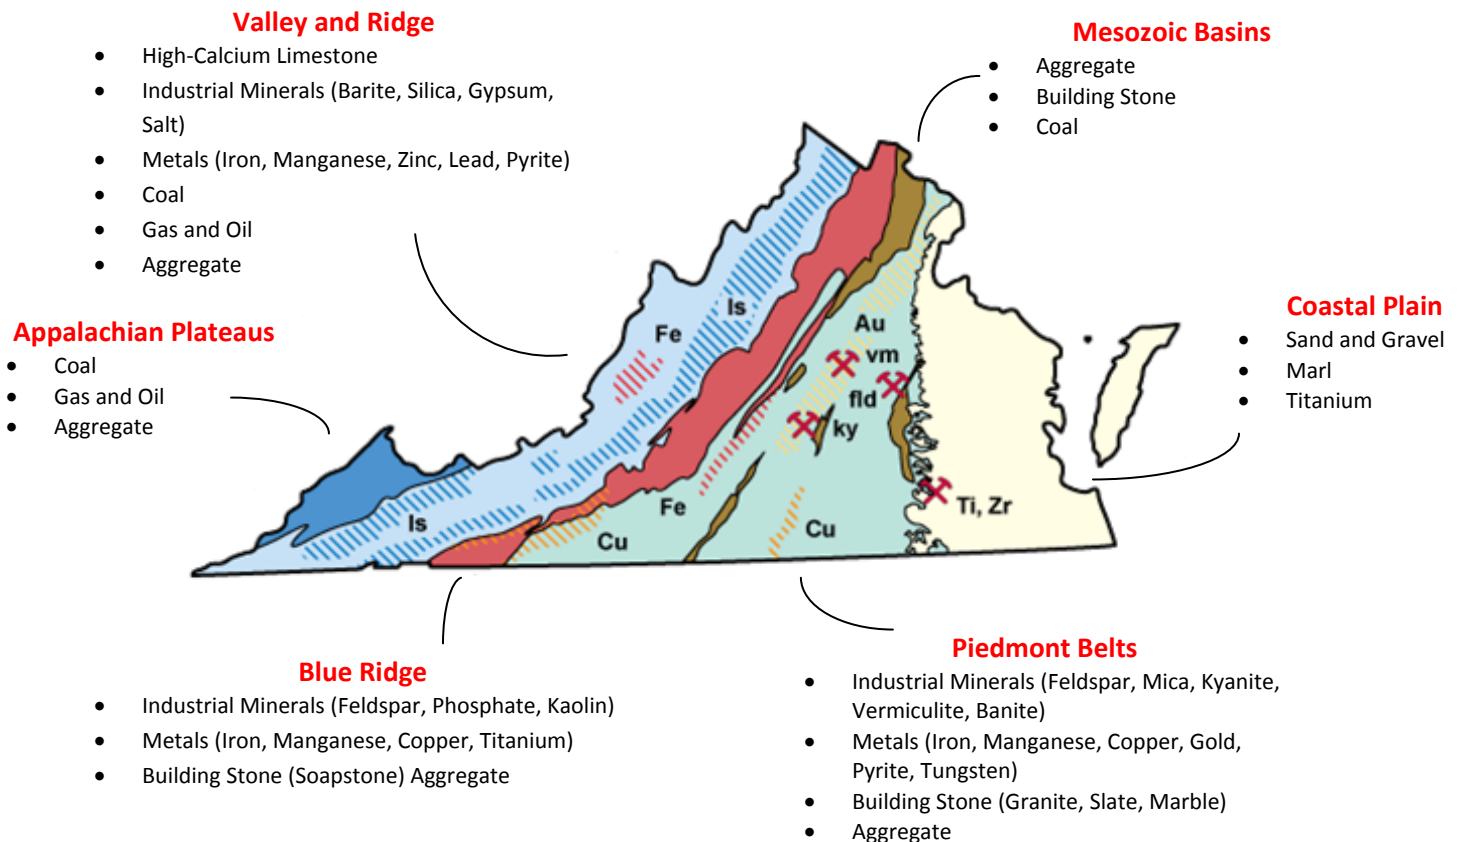 Valley and Ridge
• High-Calcium Limestone
• Industrial Minerals (Barite, Silica, Gypsum,
Salt)
• Metals (Iron, Manganese, Zinc, Lead, Pyrite)
• Coal
• Gas and Oil
• Aggregate
Mesozoic Basins
• Aggregate
• Building Stone
• Coal
Appalachian Plateaus
• Coal
• Gas and Oil
• Aggregate
Coastal Plain
• Sand and Gravel
• Marl
• Titanium
ls
Fe
Au
vm
fld
ky
Fe
Ti, Zr
ls
Cu
Cu
Blue Ridge
• Industrial Minerals (Feldspar, Phosphate, Kaolin)
• Metals (Iron, Manganese, Copper, Titanium)
• Building Stone (Soapstone) Aggregate
Piedmont Belts
• Industrial Minerals (Feldspar, Mica, Kyanite,
Vermiculite, Banite)
• Metals (Iron, Manganese, Copper, Gold,
Pyrite, Tungsten)
• Building Stone (Granite, Slate, Marble)
• Aggregate